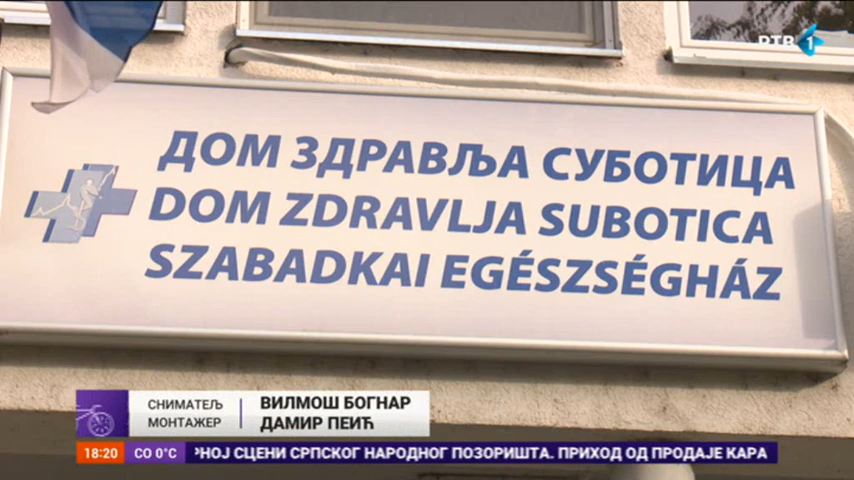 РТВ 1
ДОМ ЗДРАВЉА СУБОТИЦА
DOM ZDRAVLJA SUBOTICA
SZABADKAI EGÉSZSÉGHÁZ
СНИМАТЕЉ ВИЛМОШ БОГНАР
МОНТАЖЕР ДАМИР ПЕИЋ
18:20 СО 0°C РНОЈ СЦЕНИ СРПСКОГ НАРОДНОГ ПОЗОРИШТА. ПРИХОД ОД ПРОДАЈЕ КАРА